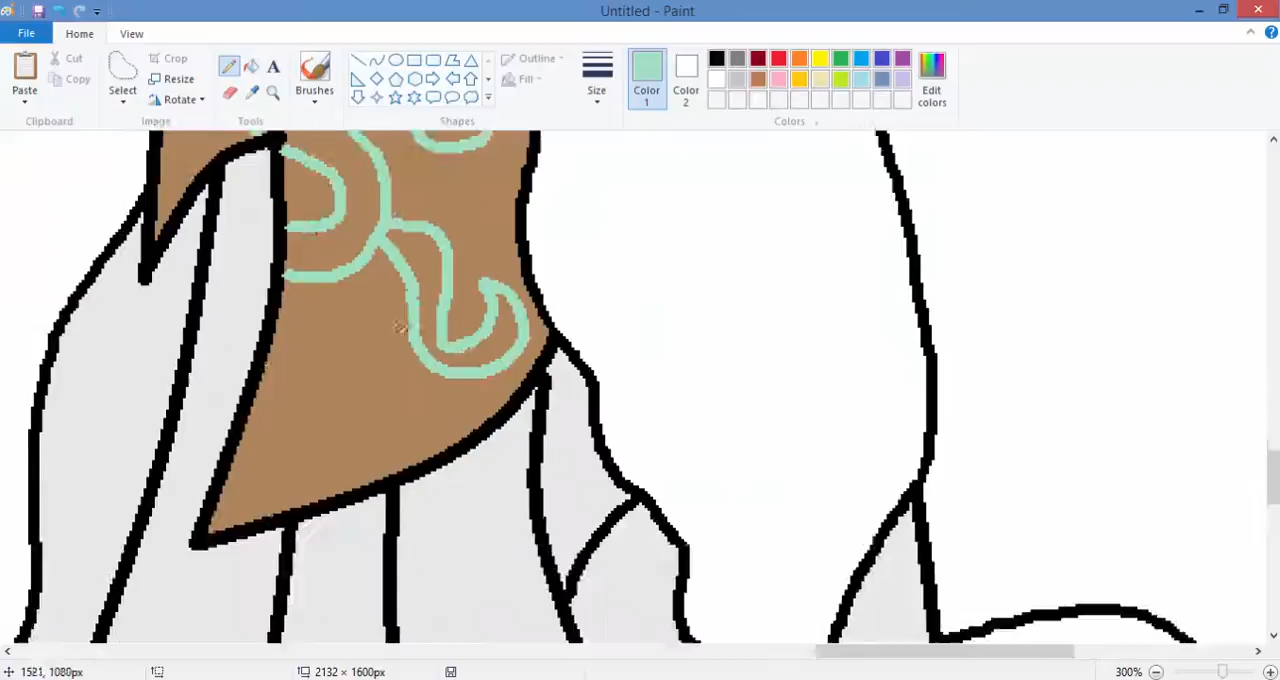 Untitled - Paint
File
Home
View
Paste
Cut
Copy
Clipboard
Select
Crop
Resize
Rotate
Image
A
Tools
Brushes
Outline
Fill
Shapes
Size
Color 1
Color 2
Edit colors
Colors
1521, 1080px
2132 × 1600px
300%